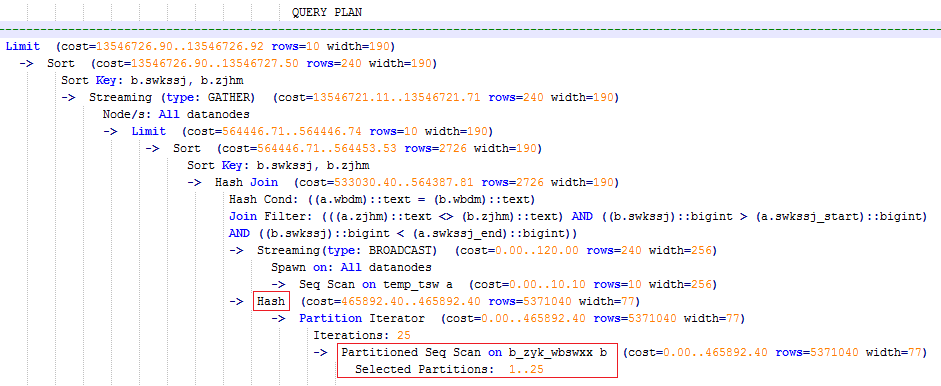 QUERY PLAN
Limit (cost=13546726.90..13546726.92 rows=10 width=190)
-> Sort (cost=13546726.90..13546727.50 rows=240 width=190)
Sort Key: b.swkssj, b.zjhm
-> Streaming (type: GATHER) (cost=13546721.11..13546721.71 rows=240 width=190)
Node/s: All datanodes
-> Limit (cost=564446.71..564446.74 rows=10 width=190)
-> Sort (cost=564446.71..564453.53 rows=2726 width=190)
Sort Key: b.swkssj, b.zjhm
-> Hash Join (cost=533030.40..564387.81 rows=2726 width=190)
Hash Cond: ((a.wbdm)::text = (b.wbdm)::text)
Join Filter: (((a.zjhm)::text <> (b.zjhm)::text) AND ((b.swkssj)::bigint > (a.swkssj_start)::bigint)
AND ((b.swkssj)::bigint < (a.swkssj_end)::bigint))
-> Streaming(type: BROADCAST) (cost=0.00..120.00 rows=240 width=256)
Spawn on: All datanodes
-> Seq Scan on temp_tsw a (cost=0.00..10.10 rows=10 width=256)
-> Hash (cost=465892.40..465892.40 rows=5371040 width=77)
-> Partition Iterator (cost=0.00..465892.40 rows=5371040 width=77)
Iterations: 25
-> Partitioned Seq Scan on b_zyk_wbswxx b (cost=0.00..465892.40 rows=5371040 width=77)
Selected Partitions: 1..25